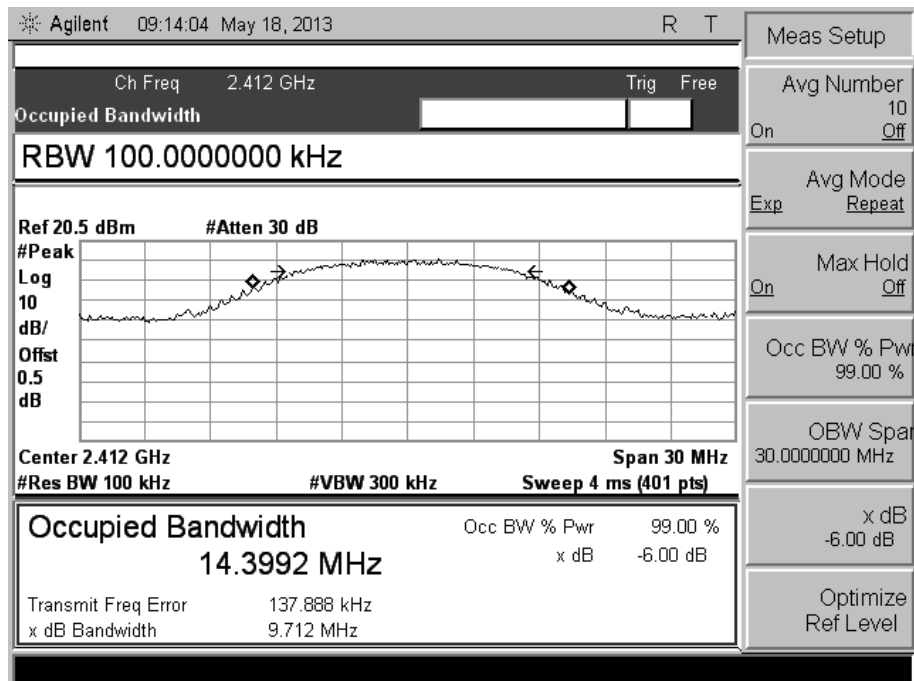 Agilent 09:14:04 May 18, 2013 R T
Ch Freq 2.412 GHz Trig Free
Occupied Bandwidth
RBW 100.0000000 kHz
Ref 20.5 dBm #Atten 30 dB
#Peak
Log
10
dB/
Offst
0.5
dB
Center 2.412 GHz Span 30 MHz
#Res BW 100 kHz #VBW 300 kHz Sweep 4 ms (401 pts)
Occupied Bandwidth
14.3992 MHz
Occ BW % Pwr 99.00 %
x dB -6.00 dB
Transmit Freq Error 137.888 kHz
x dB Bandwidth 9.712 MHz
Meas Setup
Avg Number
10
On Off
Avg Mode
Exp Repeat
Max Hold
On Off
Occ BW % Pwr
99.00 %
OBW Span
30.0000000 MHz
x dB
-6.00 dB
Optimize
Ref Level